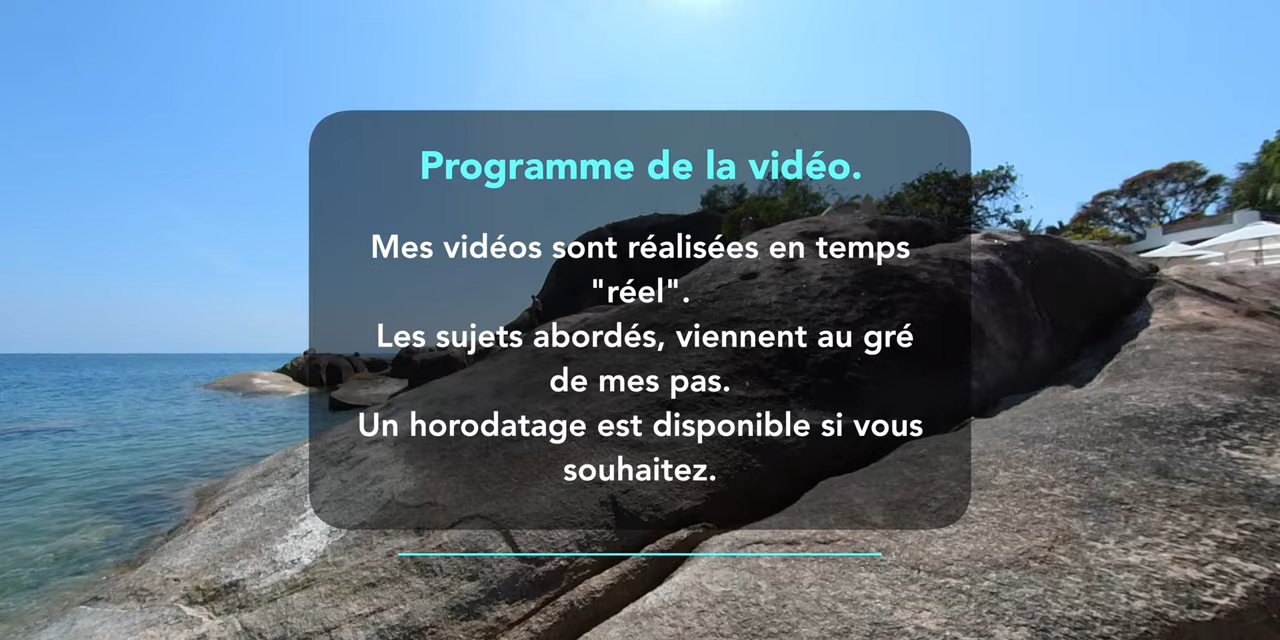 Programme de la vidéo.
Mes vidéos sont réalisées en temps
"réel".
Les sujets abordés, viennent au gré
de mes pas.
Un horodatage est disponible si vous
souhaitez.